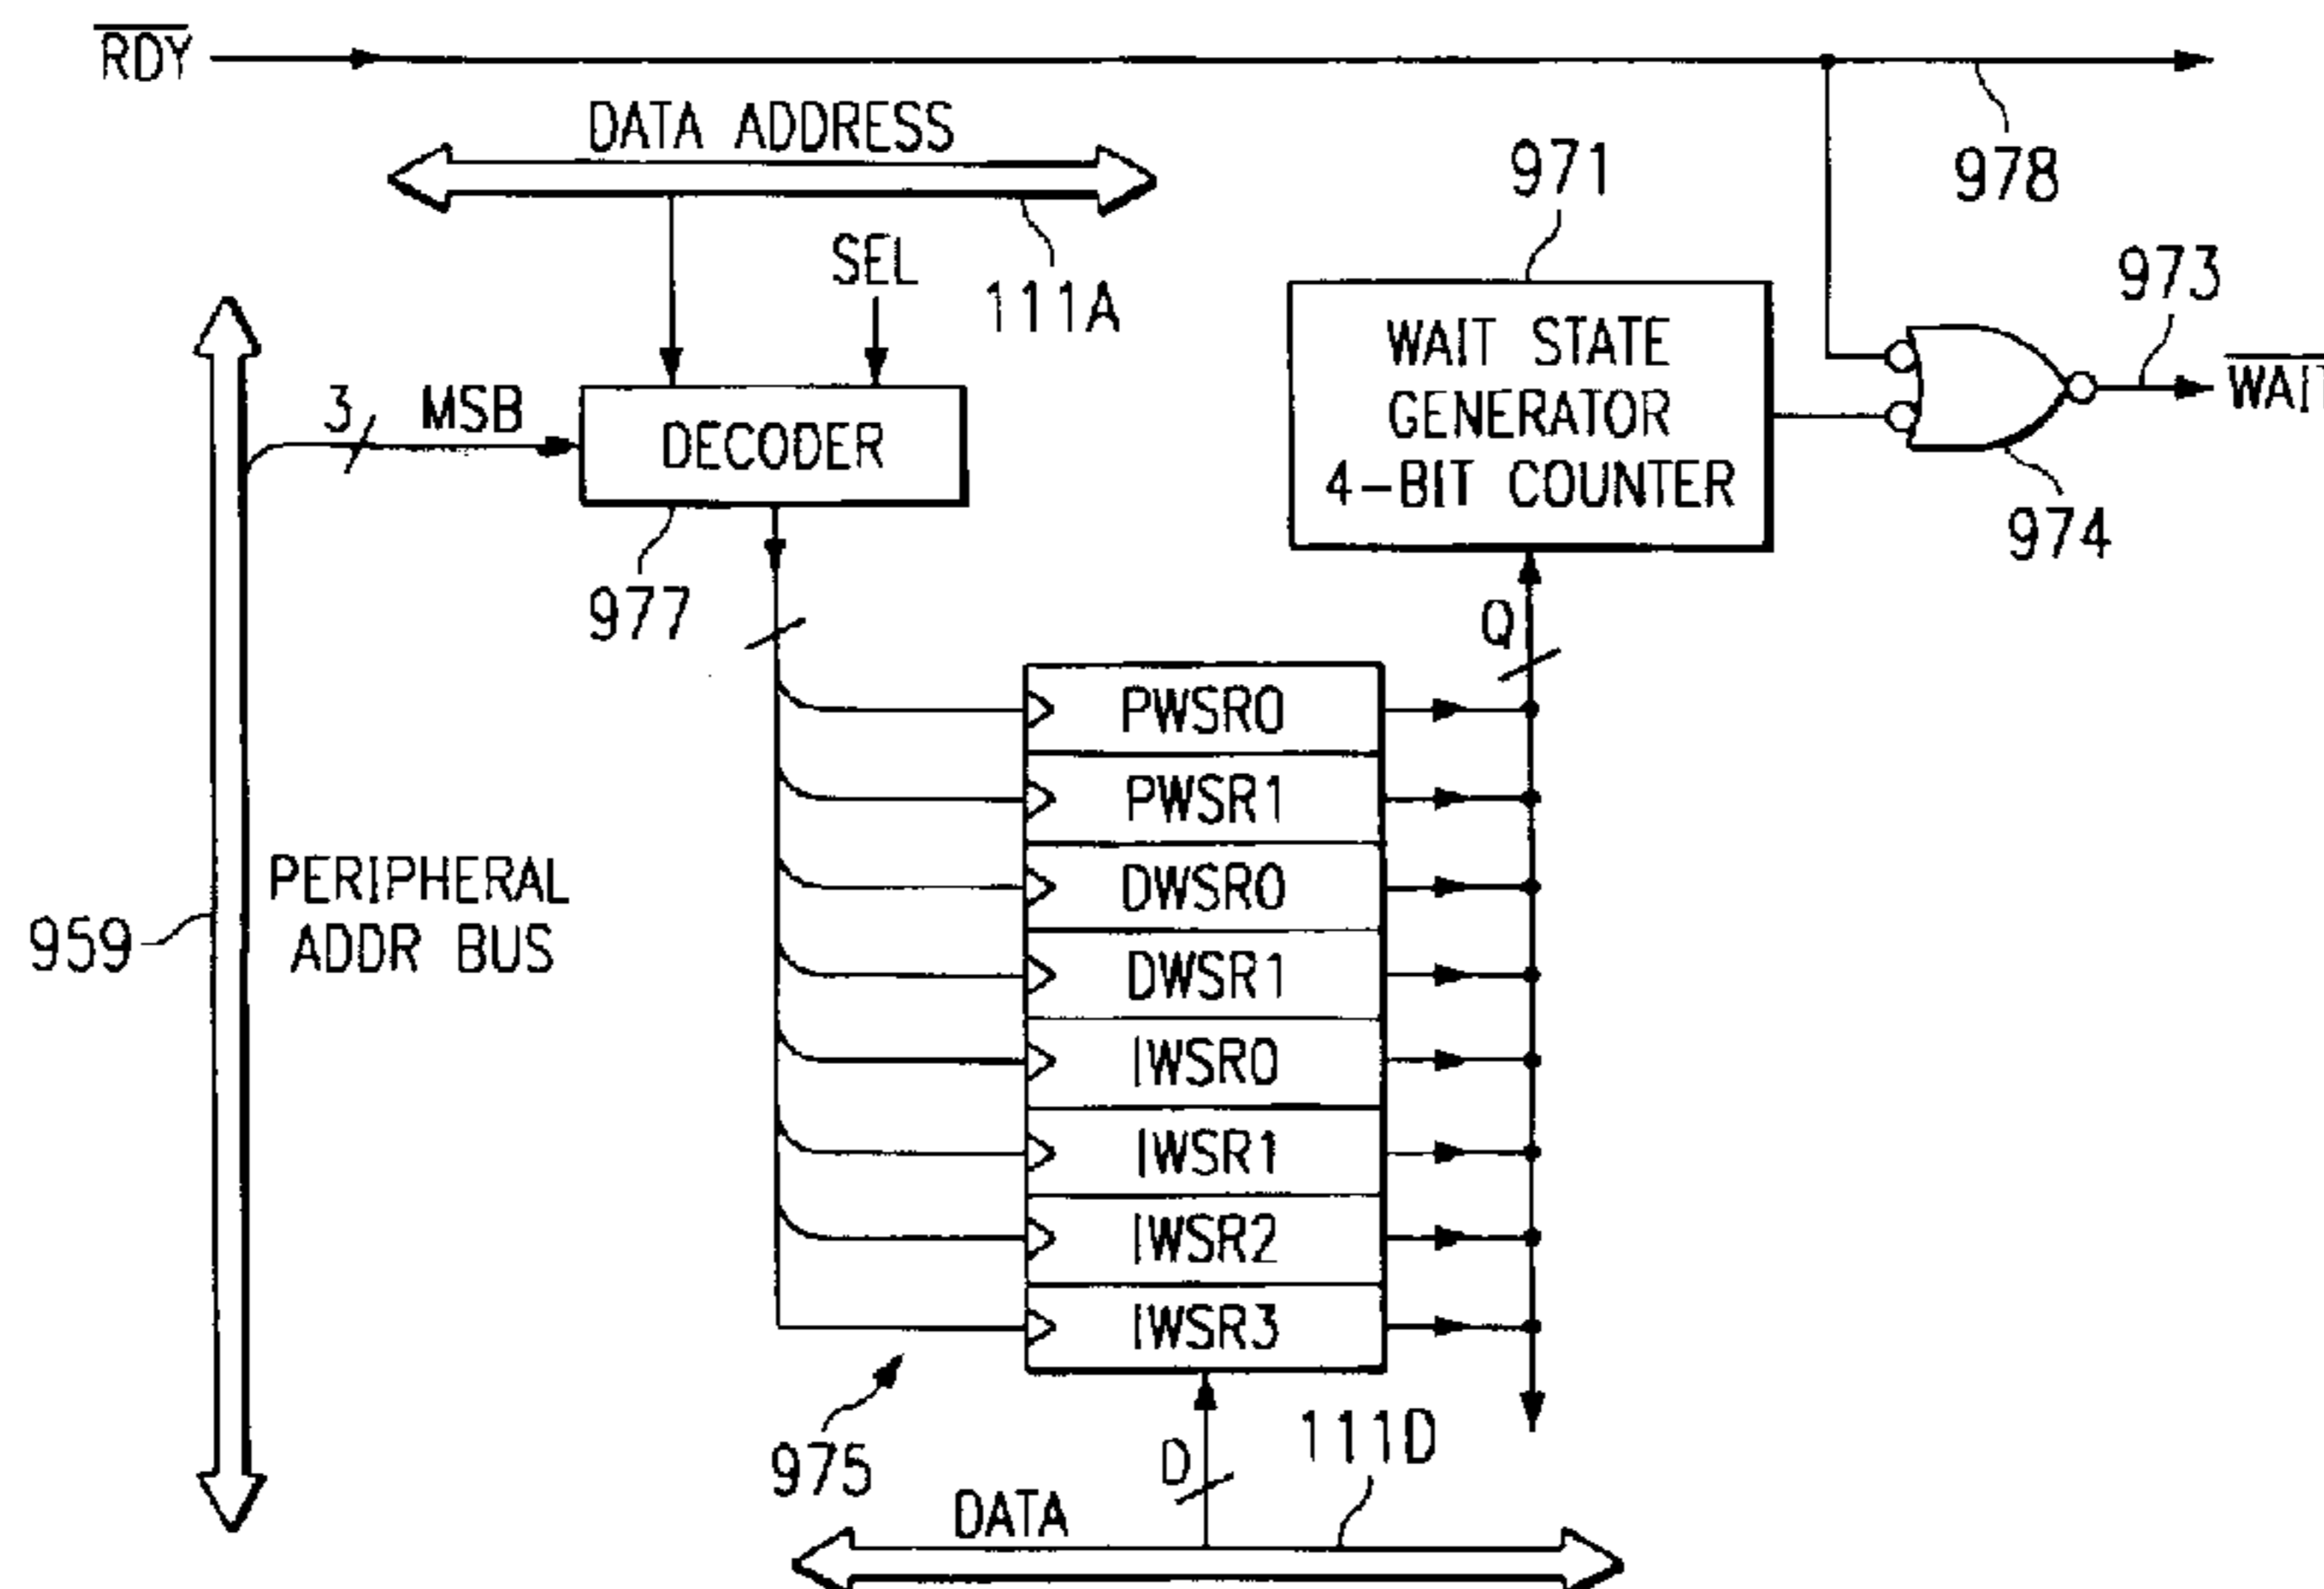 RDY
DATA ADDRESS
978
971
SEL
111A
973
WAIT STATE
GENERATOR
4-BIT COUNTER
WAIT
3 MSB
DECODER
974
977
Q
PWSR0
PWSR1
DWSR0
PERIPHERAL
ADDR BUS
959
DWSR1
IWSR0
IWSR1
IWSR2
IWSR3
975
D
111D
DATA